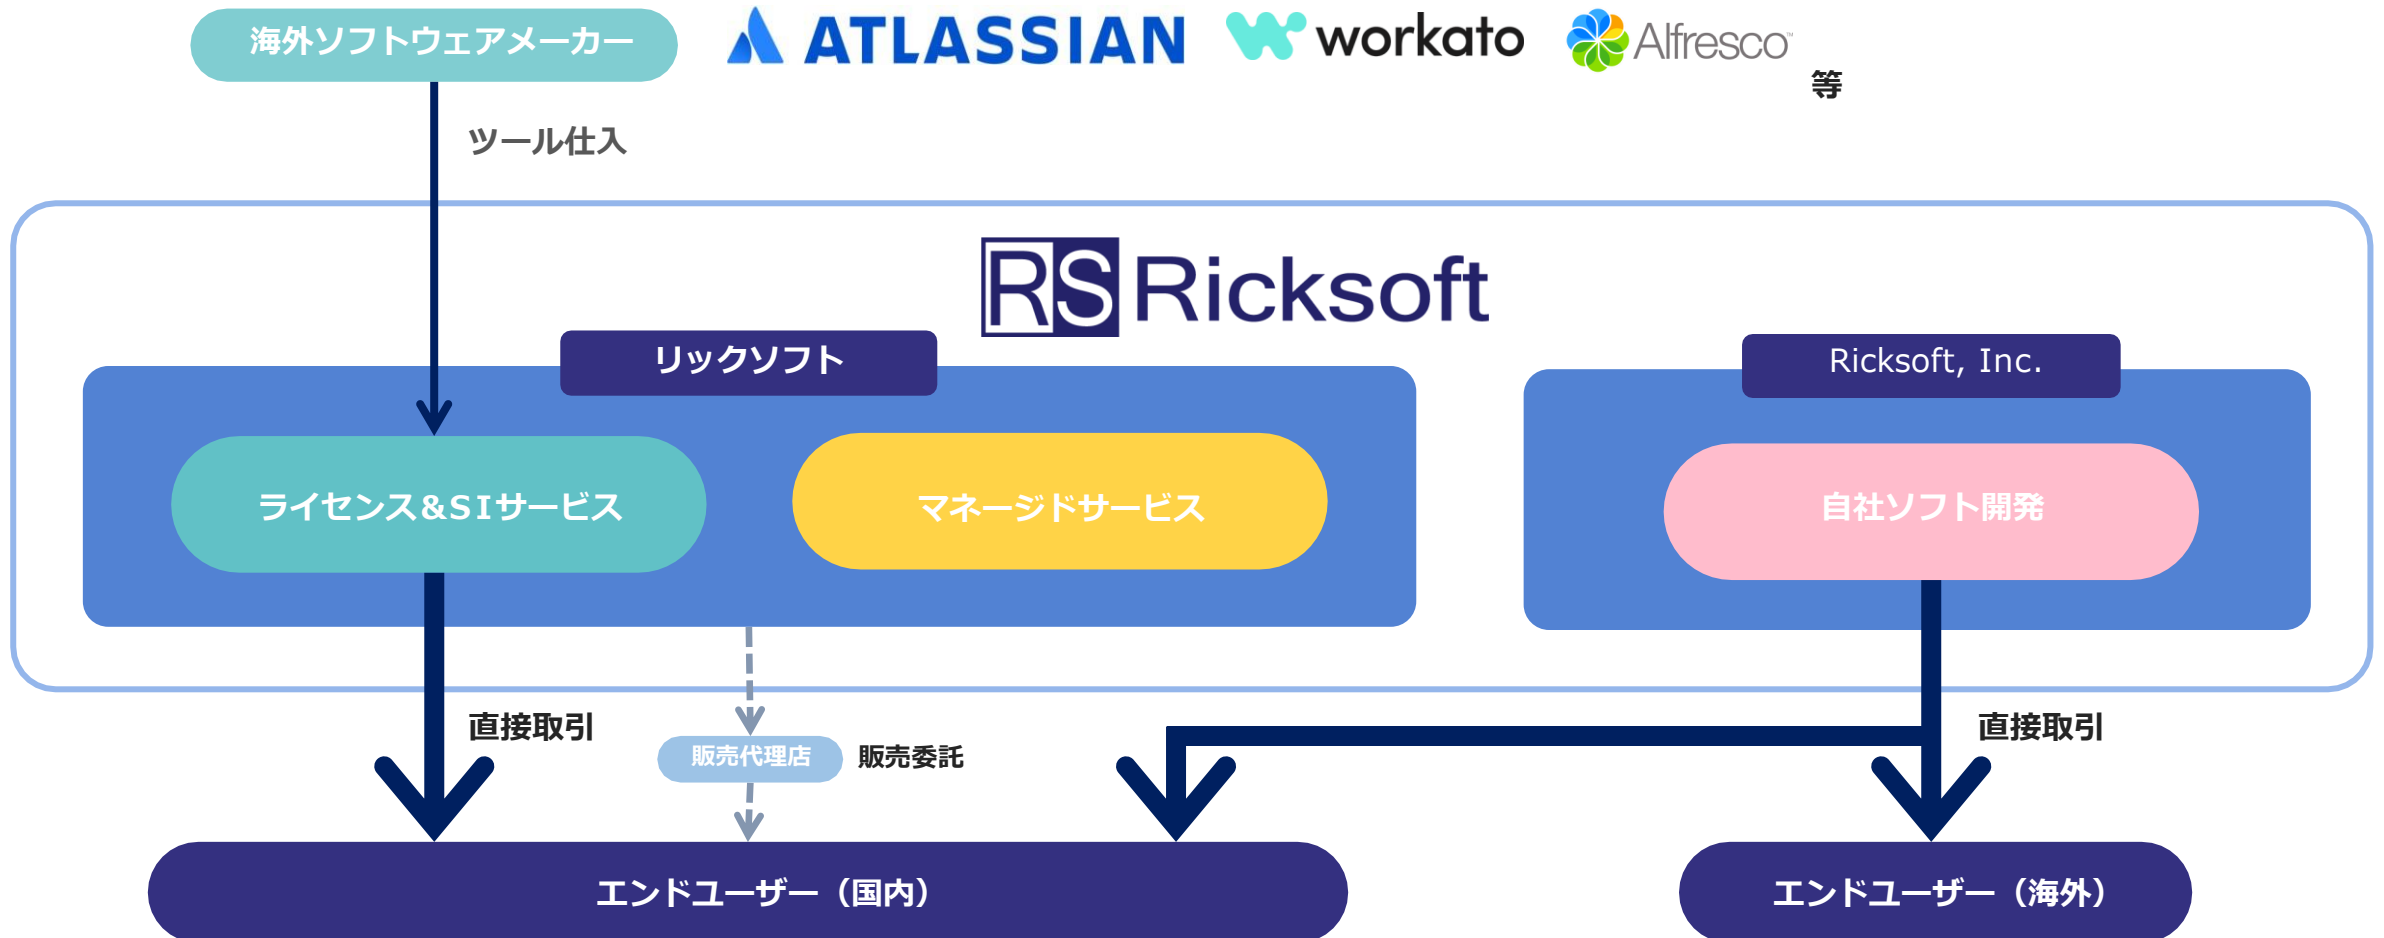 海外ソフトウェアメーカー
ATLASSIAN
workato
Alfresco™
等
ツール仕入
RS Ricksoft
リックソフト
Ricksoft, Inc.
ライセンス&SIサービス
マネージドサービス
自社ソフト開発
直接取引
販売代理店
販売委託
直接取引
エンドユーザー（国内）
エンドユーザー（海外）